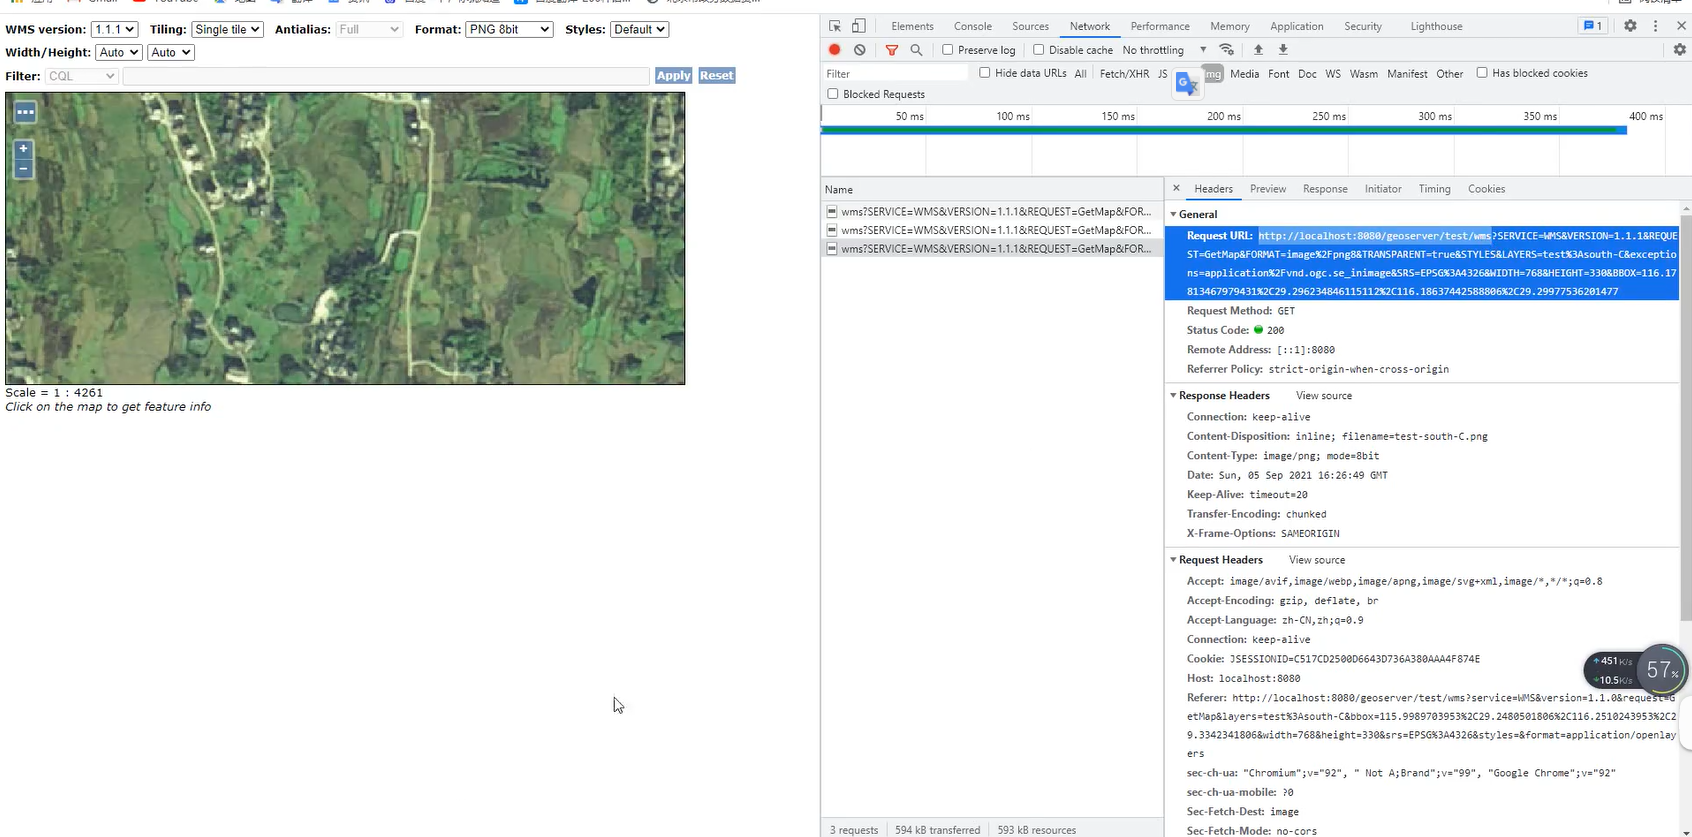 WMS version: 1.1.1 Tiling: Single tile Antialias: Full Format: PNG 8bit Styles: Default
Width/Height: Auto Auto
Filter: CQL Apply Reset
+
−
Scale = 1 : 4261
Click on the map to get feature info
Elements Console Sources Network Performance Memory Application Security Lighthouse 1
Preserve log Disable cache No throttling
Filter Hide data URLs All Fetch/XHR JS mg Media Font Doc WS Wasm Manifest Other Has blocked cookies
Blocked Requests
50 ms 100 ms 150 ms 200 ms 250 ms 300 ms 350 ms 400 ms
Name
wms?SERVICE=WMS&VERSION=1.1.1&REQUEST=GetMap&FOR...
wms?SERVICE=WMS&VERSION=1.1.1&REQUEST=GetMap&FOR...
wms?SERVICE=WMS&VERSION=1.1.1&REQUEST=GetMap&FOR...
3 requests 594 kB transferred 593 kB resources
Headers Preview Response Initiator Timing Cookies
General
Request URL: http://localhost:8080/geoserver/test/wms?SERVICE=WMS&VERSION=1.1.1&REQUE
ST=GetMap&FORMAT=image%2Fpng8&TRANSPARENT=true&STYLES&LAYERS=test%3Asouth-C&exceptio
ns=application%2Fvnd.ogc.se_inimage&SRS=EPSG%3A4326&WIDTH=768&HEIGHT=330&BBOX=116.17
813467979431%2C29.296234846115112%2C116.18637442588806%2C29.29977536201477
Request Method: GET
Status Code: 200
Remote Address: [::1]:8080
Referrer Policy: strict-origin-when-cross-origin
Response Headers View source
Connection: keep-alive
Content-Disposition: inline; filename=test-south-C.png
Content-Type: image/png; mode=8bit
Date: Sun, 05 Sep 2021 16:26:49 GMT
Keep-Alive: timeout=20
Transfer-Encoding: chunked
X-Frame-Options: SAMEORIGIN
Request Headers View source
Accept: image/avif,image/webp,image/apng,image/svg+xml,image/*,*/*;q=0.8
Accept-Encoding: gzip, deflate, br
Accept-Language: zh-CN,zh;q=0.9
Connection: keep-alive
Cookie: JSESSIONID=C517CD2500D6643D736A380AAA4F874E
Host: localhost:8080
Referer: http://localhost:8080/geoserver/test/wms?service=WMS&version=1.1.0&request=G
etMap&layers=test%3Asouth-C&bbox=115.9989703953%2C29.2480501806%2C116.2510243953%2C2
9.3342341806&width=768&height=330&srs=EPSG%3A4326&styles=&format=application/openlay
ers
sec-ch-ua: "Chromium";v="92", " Not A;Brand";v="99", "Google Chrome";v="92"
sec-ch-ua-mobile: ?0
Sec-Fetch-Dest: image
Sec-Fetch-Mode: no-cors
451 K/s
10.5 K/s
57%